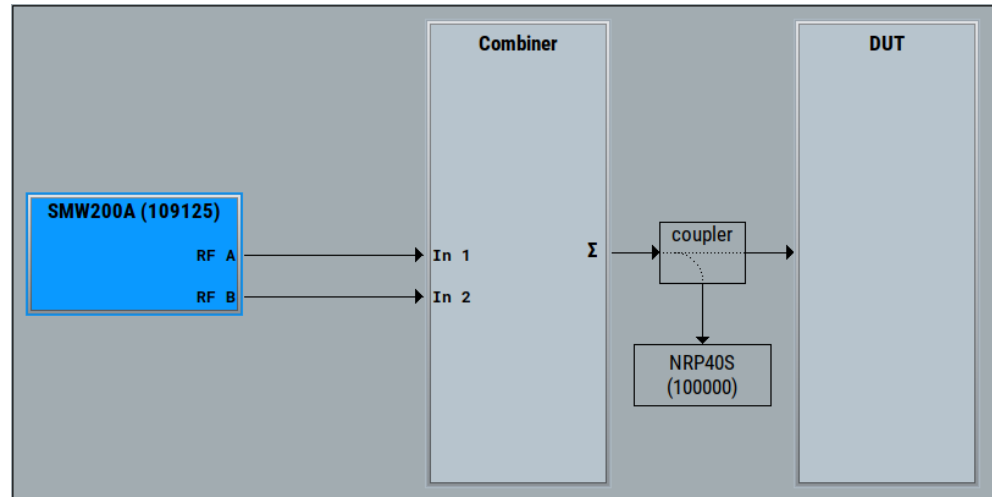 Combiner
DUT
SMW200A (109125)
RF A
In 1
Σ
coupler
RF B
In 2
NRP40S
(100000)